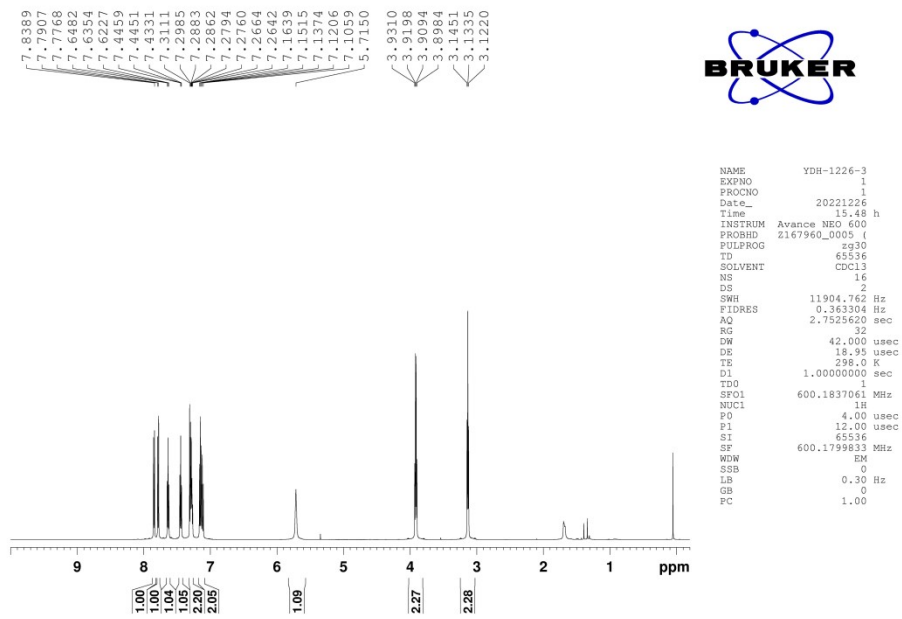 7.8389
7.7907
7.7768
7.6482
7.6354
7.6227
7.4459
7.4451
7.4331
7.3111
7.2985
7.2883
7.2862
7.2794
7.2760
7.2664
7.2642
7.1639
7.1515
7.1374
7.1206
7.1059
5.7150
3.9310
3.9198
3.9094
3.8984
3.1451
3.1335
3.1220
BRUKER
NAME YDH-1226-3
EXPNO 1
PROCNO 1
Date_ 20221226
Time 15.48 h
INSTRUM Avance NEO 600
PROBHD Z167960_0005 (
PULPROG zg30
TD 65536
SOLVENT CDCl3
NS 16
DS 2
SWH 11904.762 Hz
FIDRES 0.363304 Hz
AQ 2.7525620 sec
RG 32
DW 42.000 usec
DE 18.95 usec
TE 298.0 K
D1 1.00000000 sec
TD0 1
SFO1 600.1837061 MHz
NUC1 1H
P0 4.00 usec
P1 12.00 usec
SI 65536
SF 600.1799833 MHz
WDW EM
SSB 0
LB 0.30 Hz
GB 0
PC 1.00
9 8 7 6 5 4 3 2 1 ppm
1.00
1.00
1.04
1.05
2.20
2.05
1.09
2.27
2.28